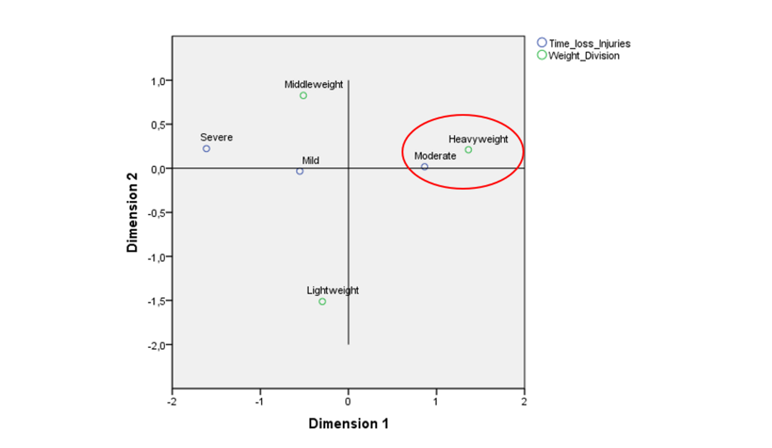 Time_loss_Injuries
Weight_Division
1,0
Middleweight
0,5
Severe
Heavyweight
Moderate
Mild
0,0
-0,5
-1,0
Lightweight
-1,5
-2,0
Dimension 2
-2
-1
0
1
2
Dimension 1